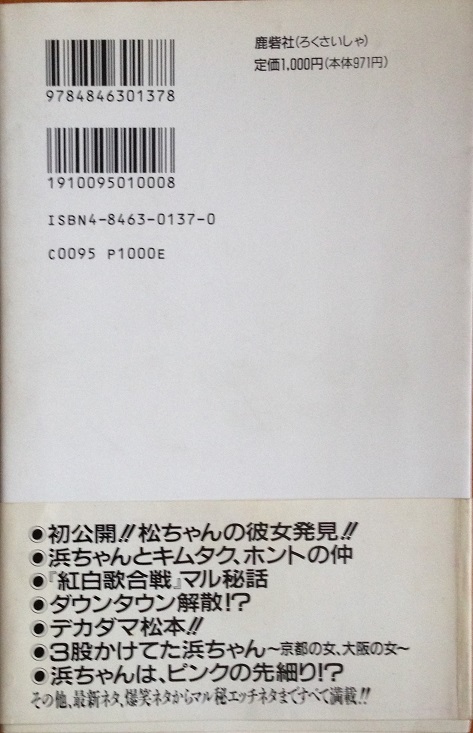 鹿砦社(ろくさいしゃ)
定価1,000円(本体971円)
9784846301378
1910095010008
ISBN4-8463-0137-0
C0095 P1000E
◉初公開!!松ちゃんの彼女発見!!
◉浜ちゃんとキムタク、ホントの仲
◉『紅白歌合戦』マル秘話
◉ダウンタウン解散!?
◉デカダマ松本!!
◉3股かけてた浜ちゃん〜京都の女、大阪の女〜
◉浜ちゃんは、ピンクの先細り!?
その他、最新ネタ、爆笑ネタからマル秘エッチネタまですべて満載!!